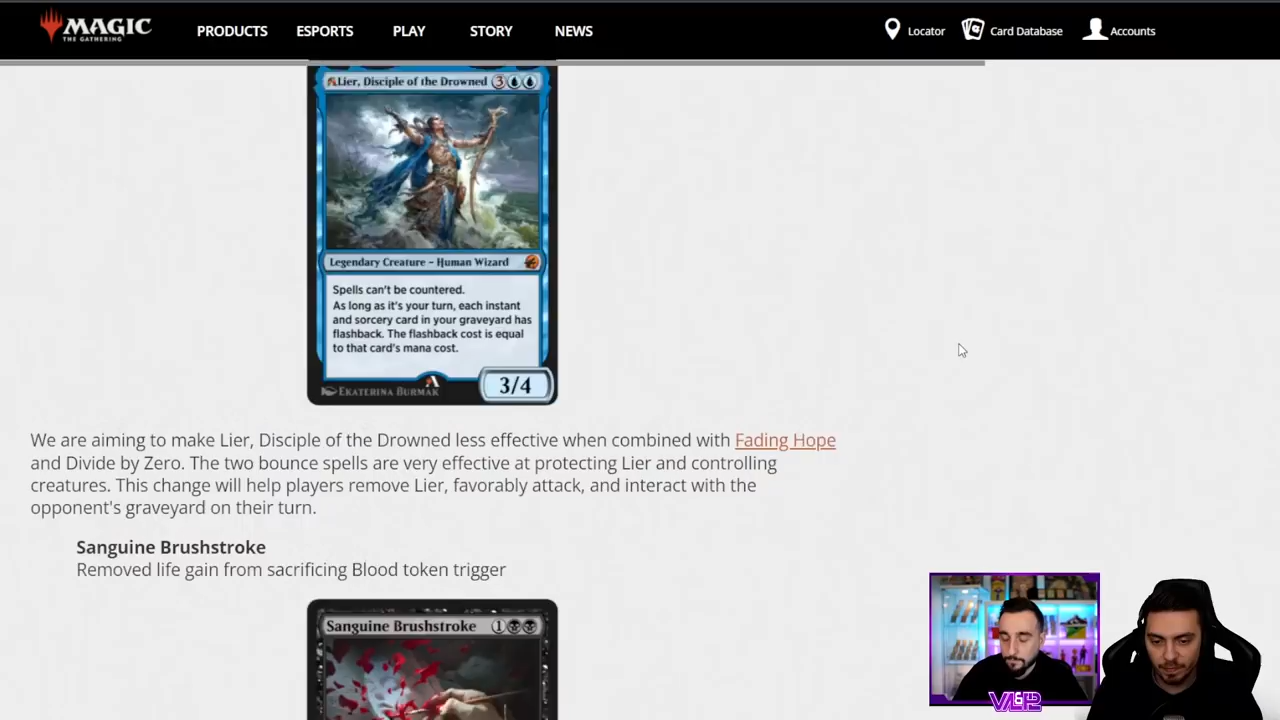 MAGIC
THE GATHERING
PRODUCTS ESPORTS PLAY STORY NEWS
Locator Card Database Accounts
Lier, Disciple of the Drowned 3
Legendary Creature – Human Wizard
Spells can't be countered.
As long as it's your turn, each instant
and sorcery card in your graveyard has
flashback. The flashback cost is equal
to that card's mana cost.
3/4
EKATERINA BURMAK
We are aiming to make Lier, Disciple of the Drowned less effective when combined with Fading Hope
and Divide by Zero. The two bounce spells are very effective at protecting Lier and controlling
creatures. This change will help players remove Lier, favorably attack, and interact with the
opponent's graveyard on their turn.
Sanguine Brushstroke
Removed life gain from sacrificing Blood token trigger
Sanguine Brushstroke 1